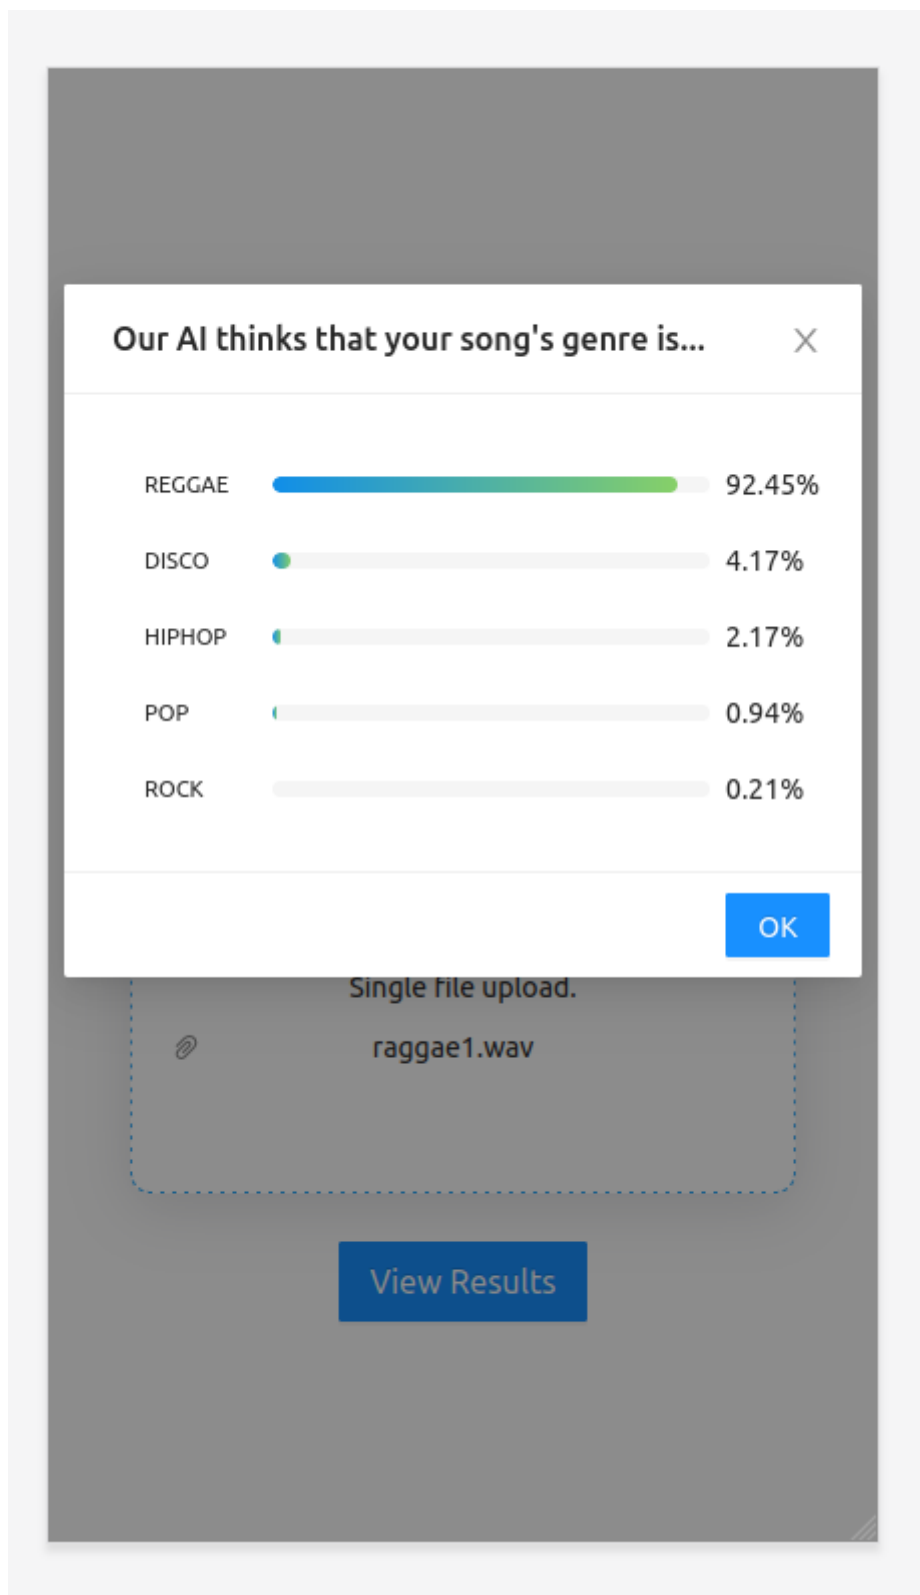 Our AI thinks that your song's genre is...
REGGAE 92.45%
DISCO 4.17%
HIPHOP 2.17%
POP 0.94%
ROCK 0.21%
OK
Single file upload.
raggae1.wav
View Results